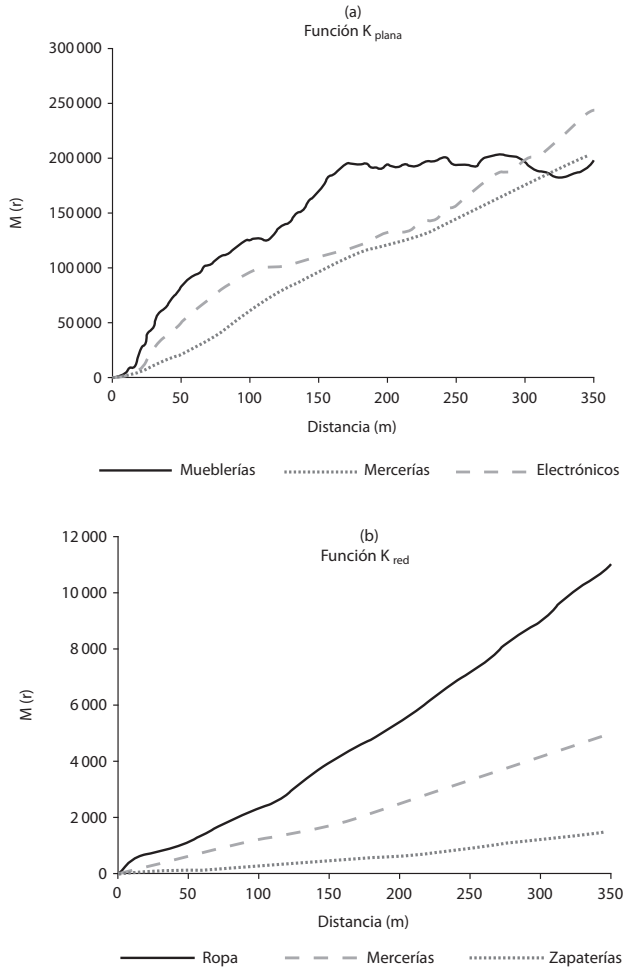 (a)
Función K plana
300 000
250 000
200 000
150 000
100 000
50 000
0
M (r)
0 50 100 150 200 250 300 350
Distancia (m)
Mueblerías Mercerías Electrónicos
(b)
Función K red
12 000
10 000
8 000
6 000
4 000
2 000
0
M (r)
0 50 100 150 200 250 300 350
Distancia (m)
Ropa Mercerías Zapaterías